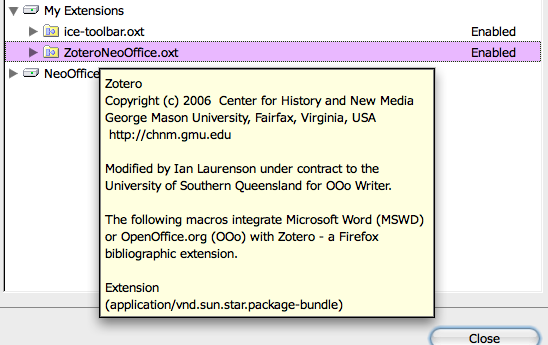 My Extensions
ice-toolbar.oxt Enabled
ZoteroNeoOffice.oxt Enabled
NeoOffice
Zotero
Copyright (c) 2006 Center for History and New Media
George Mason University, Fairfax, Virginia, USA
http://chnm.gmu.edu
Modified by Ian Laurenson under contract to the
University of Southern Queensland for OOo Writer.
The following macros integrate Microsoft Word (MSWD)
or OpenOffice.org (OOo) with Zotero - a Firefox
bibliographic extension.
Extension
(application/vnd.sun.star.package-bundle)
Close